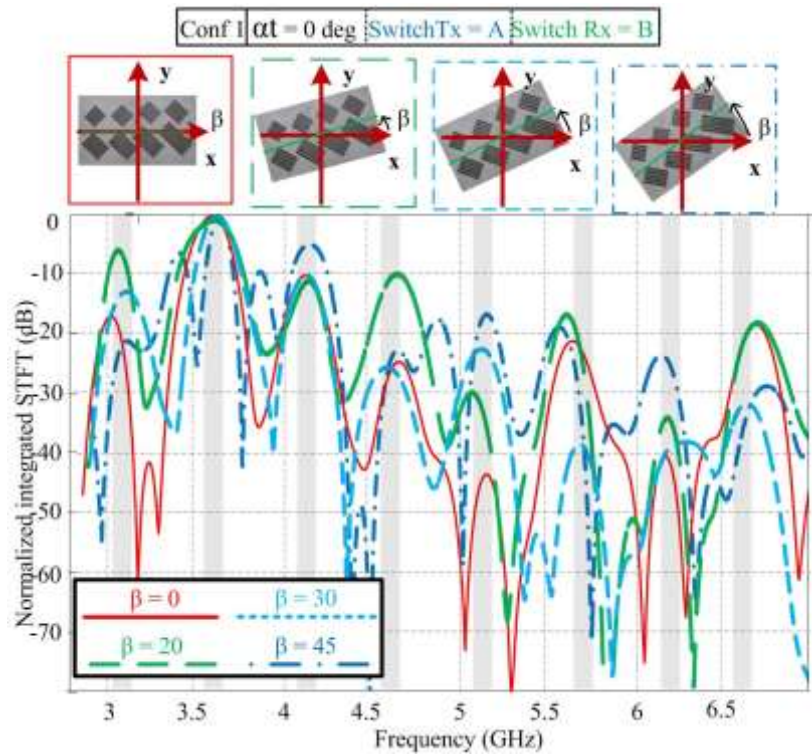 Conf I αt = 0 deg SwitchTx = A Switch Rx = B
y y y y
β β β β
x x x x
Normalized integrated STFT (dB)
0
-10
-20
-30
-40
-50
-60
-70
β = 0 β = 30
β = 20 β = 45
3 3.5 4 4.5 5 5.5 6 6.5
Frequency (GHz)